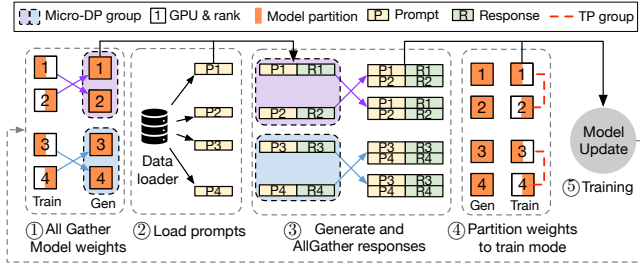 Micro-DP group 1 GPU & rank Model partition P Prompt R Response TP group
1 1
2 2
3 3
4 4
Train Gen
① All Gather
Model weights
Data
loader
P1
P2
P3
P4
② Load prompts
P1 R1
P2 R2
P3 R3
P4 R4
P1 R1
P2 R2
P1 R1
P2 R2
P3 R3
P4 R4
P3 R3
P4 R4
③ Generate and
AllGather responses
1 1
2 2
3 3
4 4
Gen Train
④ Partition weights
to train mode
Model
Update
⑤ Training